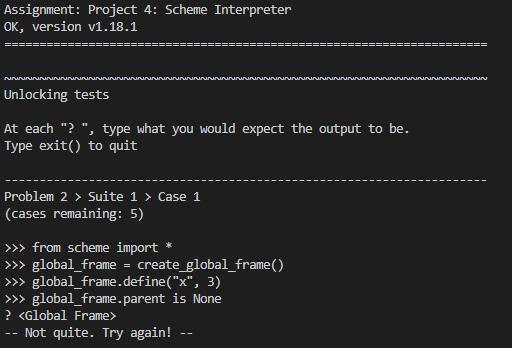 Assignment: Project 4: Scheme Interpreter
OK, version v1.18.1
=====================================================================

~~~~~~~~~~~~~~~~~~~~~~~~~~~~~~~~~~~~~~~~~~~~~~~~~~~~~~~~~~~~~~~~~~~~~
Unlocking tests

At each "? ", type what you would expect the output to be.
Type exit() to quit

---------------------------------------------------------------------
Problem 2 > Suite 1 > Case 1
(cases remaining: 5)

>>> from scheme import *
>>> global_frame = create_global_frame()
>>> global_frame.define("x", 3)
>>> global_frame.parent is None
? <Global Frame>
-- Not quite. Try again! --